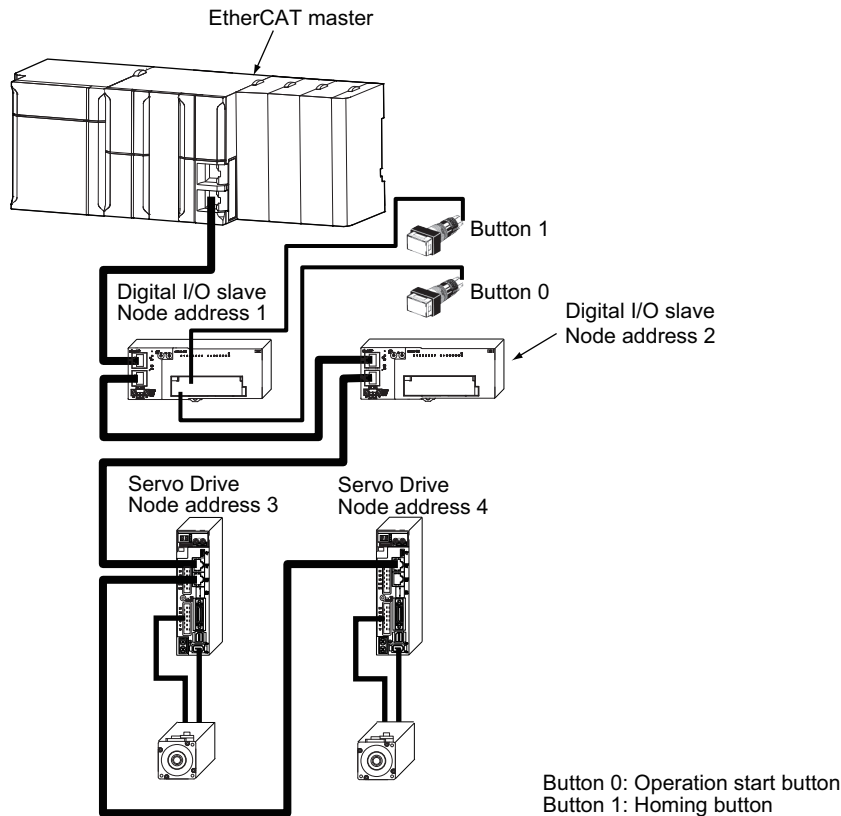 EtherCAT master
Button 1
Button 0
Digital I/O slave
Node address 1
Digital I/O slave
Node address 2
Servo Drive
Node address 3
Servo Drive
Node address 4
Button 0: Operation start button
Button 1: Homing button